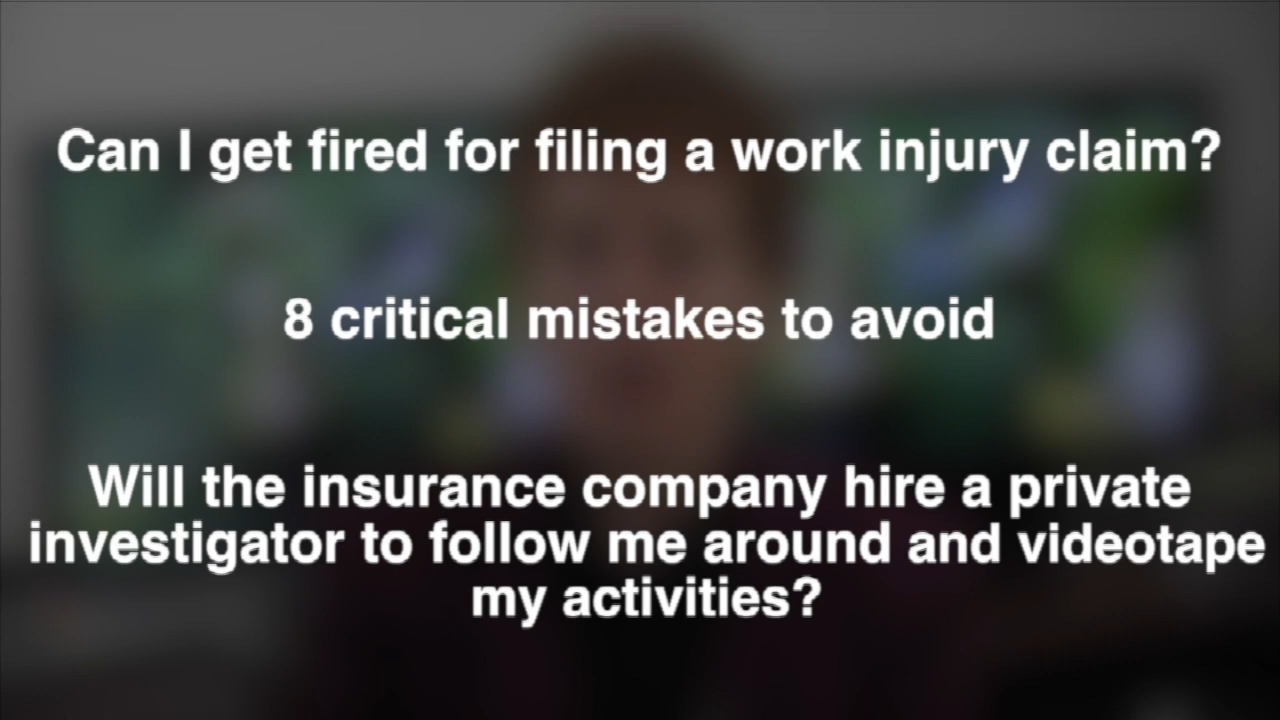 Can I get fired for filing a work injury claim?
8 critical mistakes to avoid
Will the insurance company hire a private
investigator to follow me around and videotape
my activities?